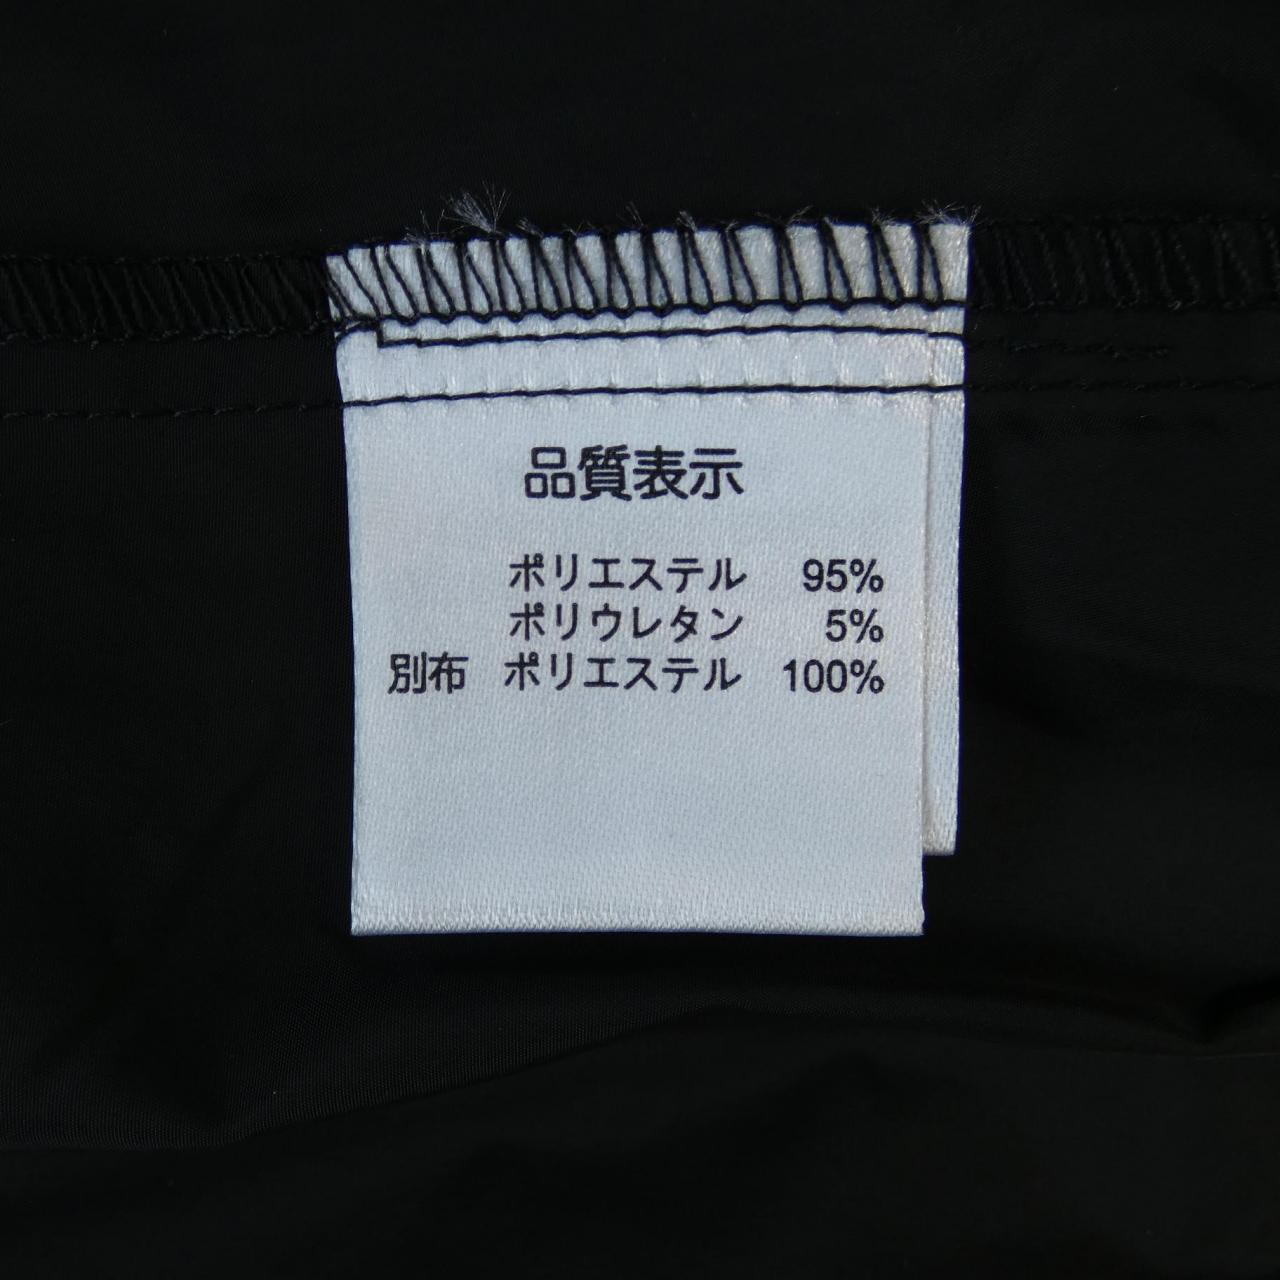 品質表示
ポリエステル 95%
ポリウレタン 5%
別布 ポリエステル 100%